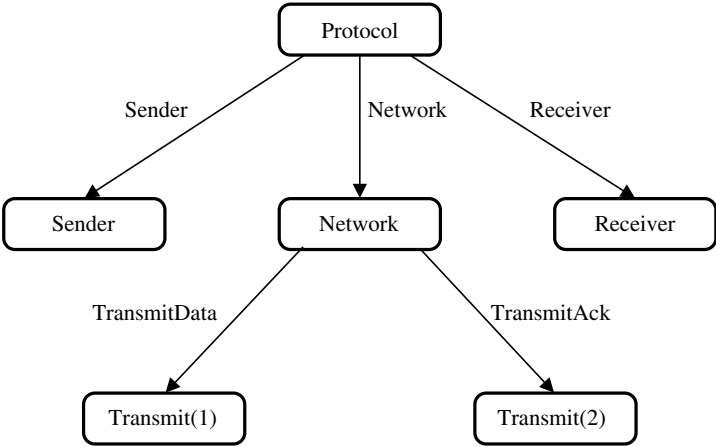 Protocol
Sender
Network
Receiver
Sender
Network
Receiver
TransmitData
TransmitAck
Transmit(1)
Transmit(2)